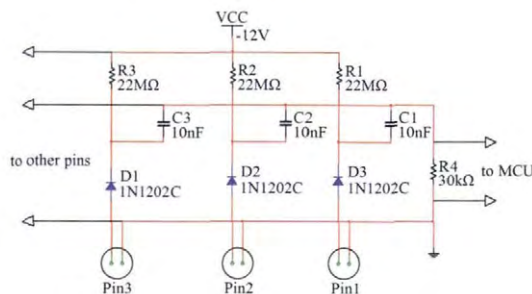 VCC
-12V
R3
22MΩ
R2
22MΩ
R1
22MΩ
C3
10nF
C2
10nF
C1
10nF
to other pins
D1
1N1202C
D2
1N1202C
D3
1N1202C
R4
30kΩ
to MCU
Pin3
Pin2
Pin1